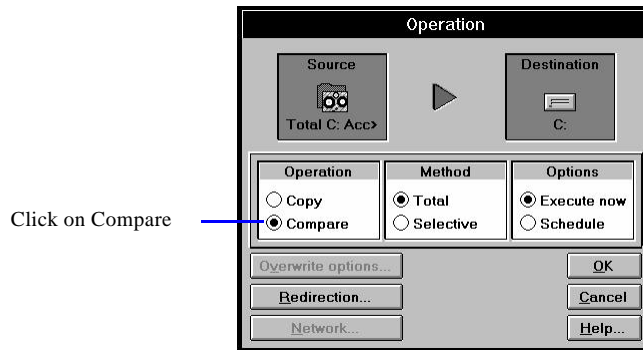 Operation
Source
Destination
Total C: Acc>
C:
Operation
Method
Options
Copy
Total
Execute now
Click on Compare
Compare
Selective
Schedule
Overwrite options...
OK
Redirection...
Cancel
Network...
Help...